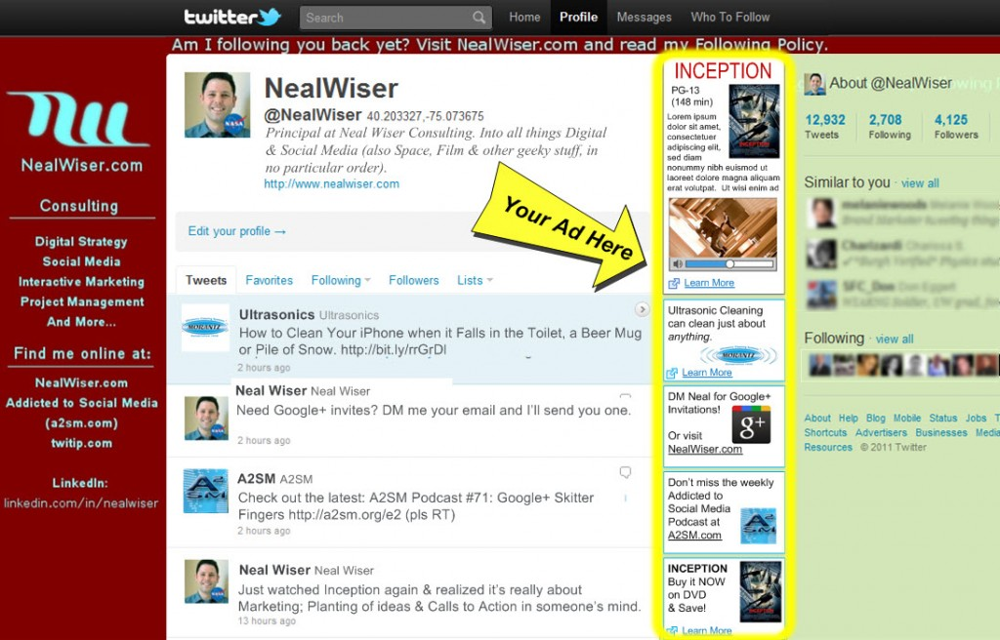 twitter
Search
Home
Profile
Messages
Who To Follow
Am I following you back yet? Visit NealWiser.com and read my Following Policy.
NealWiser.com
Consulting
Digital Strategy
Social Media
Interactive Marketing
Project Management
And More...
Find me online at:
NealWiser.com
Addicted to Social Media
(a2sm.com)
twitip.com
LinkedIn:
linkedin.com/in/nealwiser
NASA
NealWiser
@NealWiser 40.203327,-75.073675
Principal at Neal Wiser Consulting. Into all things Digital
& Social Media (also Space, Film & other geeky stuff, in
no particular order).
http://www.nealwiser.com
Your Ad Here
Edit your profile →
Tweets
Favorites
Following
Followers
Lists
MORANTZ
Ultrasonics Ultrasonics
How to Clean Your iPhone when it Falls in the Toilet, a Beer Mug
or Pile of Snow. http://bit.ly/rrGrDl
2 hours ago
Neal Wiser Neal Wiser
Need Google+ invites? DM me your email and I'll send you one.
2 hours ago
A2SM
A2SM A2SM
Check out the latest: A2SM Podcast #71: Google+ Skitter
Fingers http://a2sm.org/e2 (pls RT)
2 hours ago
Neal Wiser Neal Wiser
Just watched Inception again & realized it's really about
Marketing; Planting of ideas & Calls to Action in someone's mind.
13 hours ago
INCEPTION
PG-13
(148 min)
Lorem ipsum
dolor sit amet,
consectetuer
adipiscing elit,
sed diam
nonummy nibh euismod ut
laoreet dolore magna aliquam
erat volutpat. Ut wisi enim ad
INCEPTION
Learn More
Ultrasonic Cleaning
can clean just about
anything.
MORANTZ
Learn More
DM Neal for Google+
Invitations!
Or visit
NealWiser.com
g+
Don't miss the weekly
Addicted to
Social Media
Podcast at
A2SM.com
A2SM
INCEPTION
Buy it NOW
on DVD
& Save!
INCEPTION
Learn More
About @NealWiser
12,932
Tweets
2,708
Following
4,125
Followers
Similar to you · view all
Following · view all
About Help Blog Mobile Status Jobs T
Shortcuts Advertisers Businesses Media
Resources © 2011 Twitter